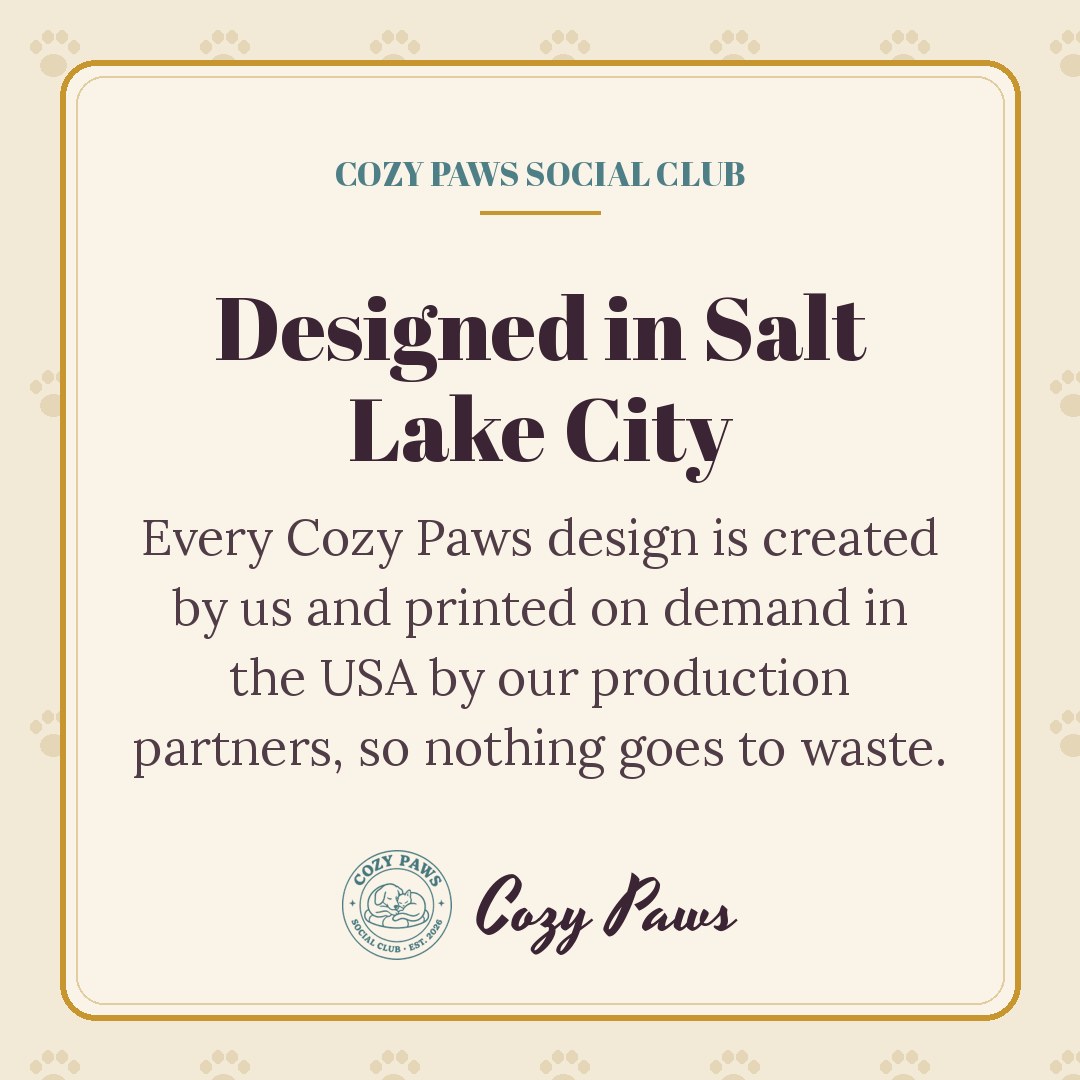 COZY PAWS SOCIAL CLUB
Designed in Salt
Lake City
Every Cozy Paws design is created
by us and printed on demand in
the USA by our production
partners, so nothing goes to waste.
COZY PAWS
SOCIAL CLUB · EST. 2026
Cozy Paws